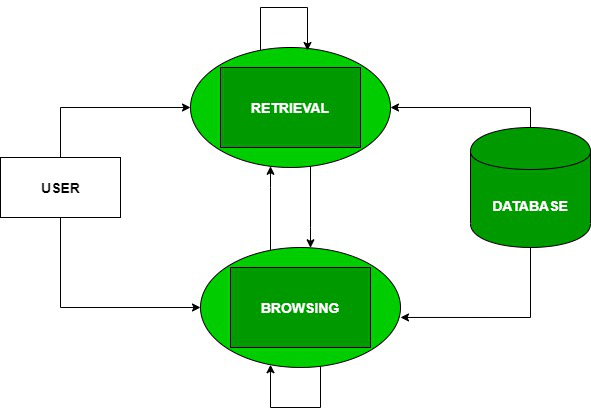 RETRIEVAL
USER
DATABASE
BROWSING